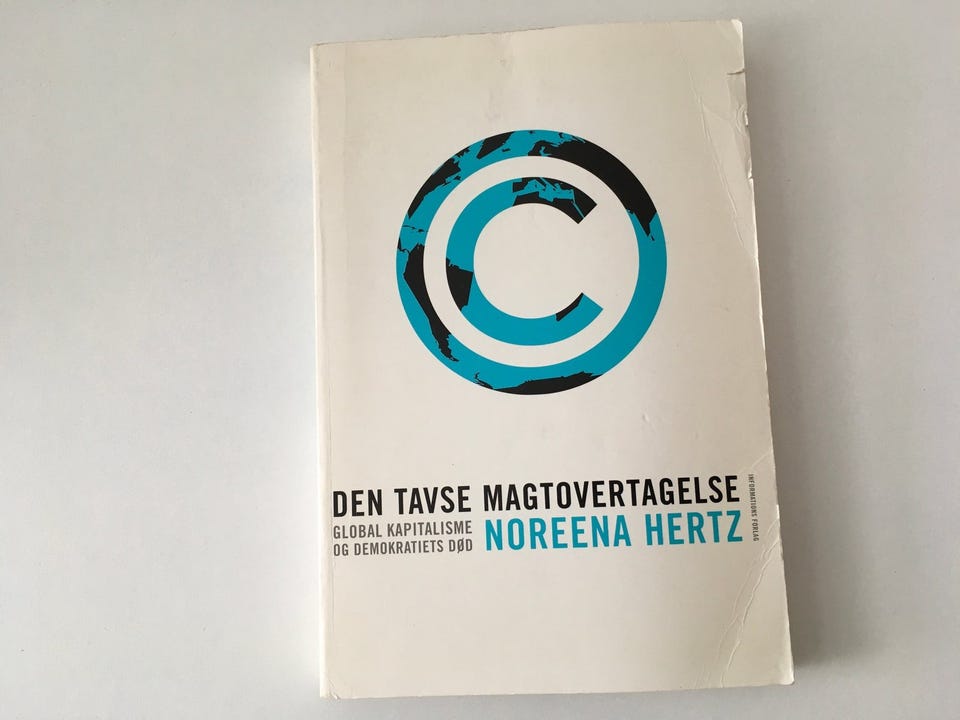 DEN TAVSE MAGTOVERTAGELSE
GLOBAL KAPITALISME
OG DEMOKRATIETS DØD
NOREENA HERTZ
INFORMATIONS FORLAG